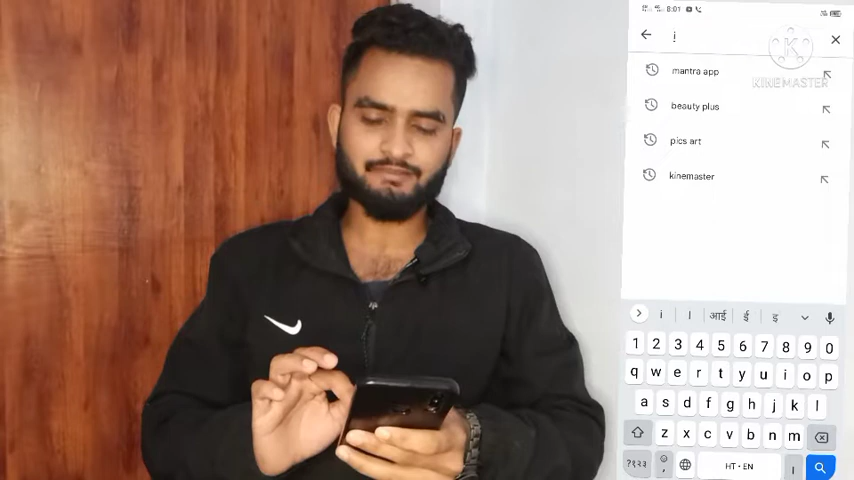 8:01
i
KINEMASTER
mantra app
beauty plus
pics art
kinemaster
i | l | आई ई इ
1 2 3 4 5 6 7 8 9 0
q w e r t y u i o p
a s d f g h j k l
z x c v b n m
?१२३ , HT • EN ।